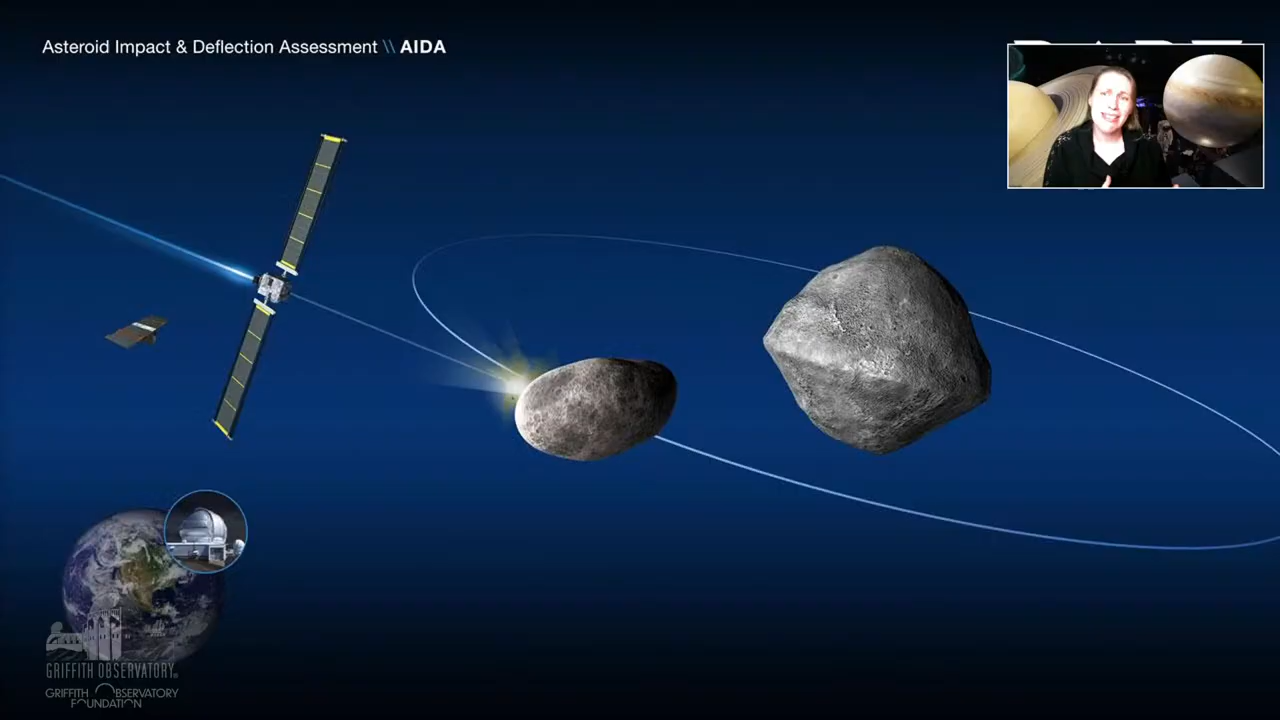 Asteroid Impact & Deflection Assessment \\ AIDA
GRIFFITH OBSERVATORY®
GRIFFITH OBSERVATORY
FOUNDATION